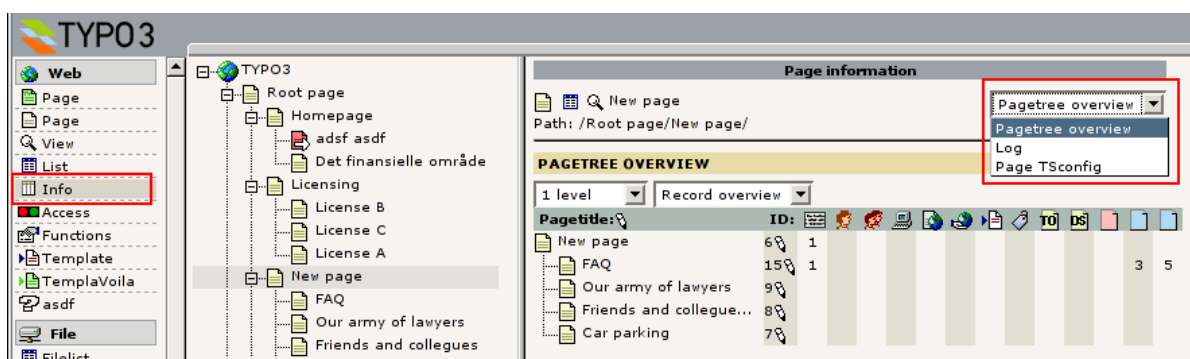 TYPO3
Web
Page
Page
View
List
Info
Access
Functions
Template
TemplaVoila
asdf
File
Filelist
TYPO3
Root page
Homepage
adsf asdf
Det finansielle område
Licensing
License B
License C
License A
New page
FAQ
Our army of lawyers
Friends and collegues
Page information
New page
Path: /Root page/New page/
Pagetree overview
Pagetree overview
Log
Page TSconfig
PAGETREE OVERVIEW
1 level Record overview
Pagetitle: ID: TO DS
New page 6 1
FAQ 15 1 3 5
Our army of lawyers 9
Friends and collegue... 8
Car parking 7